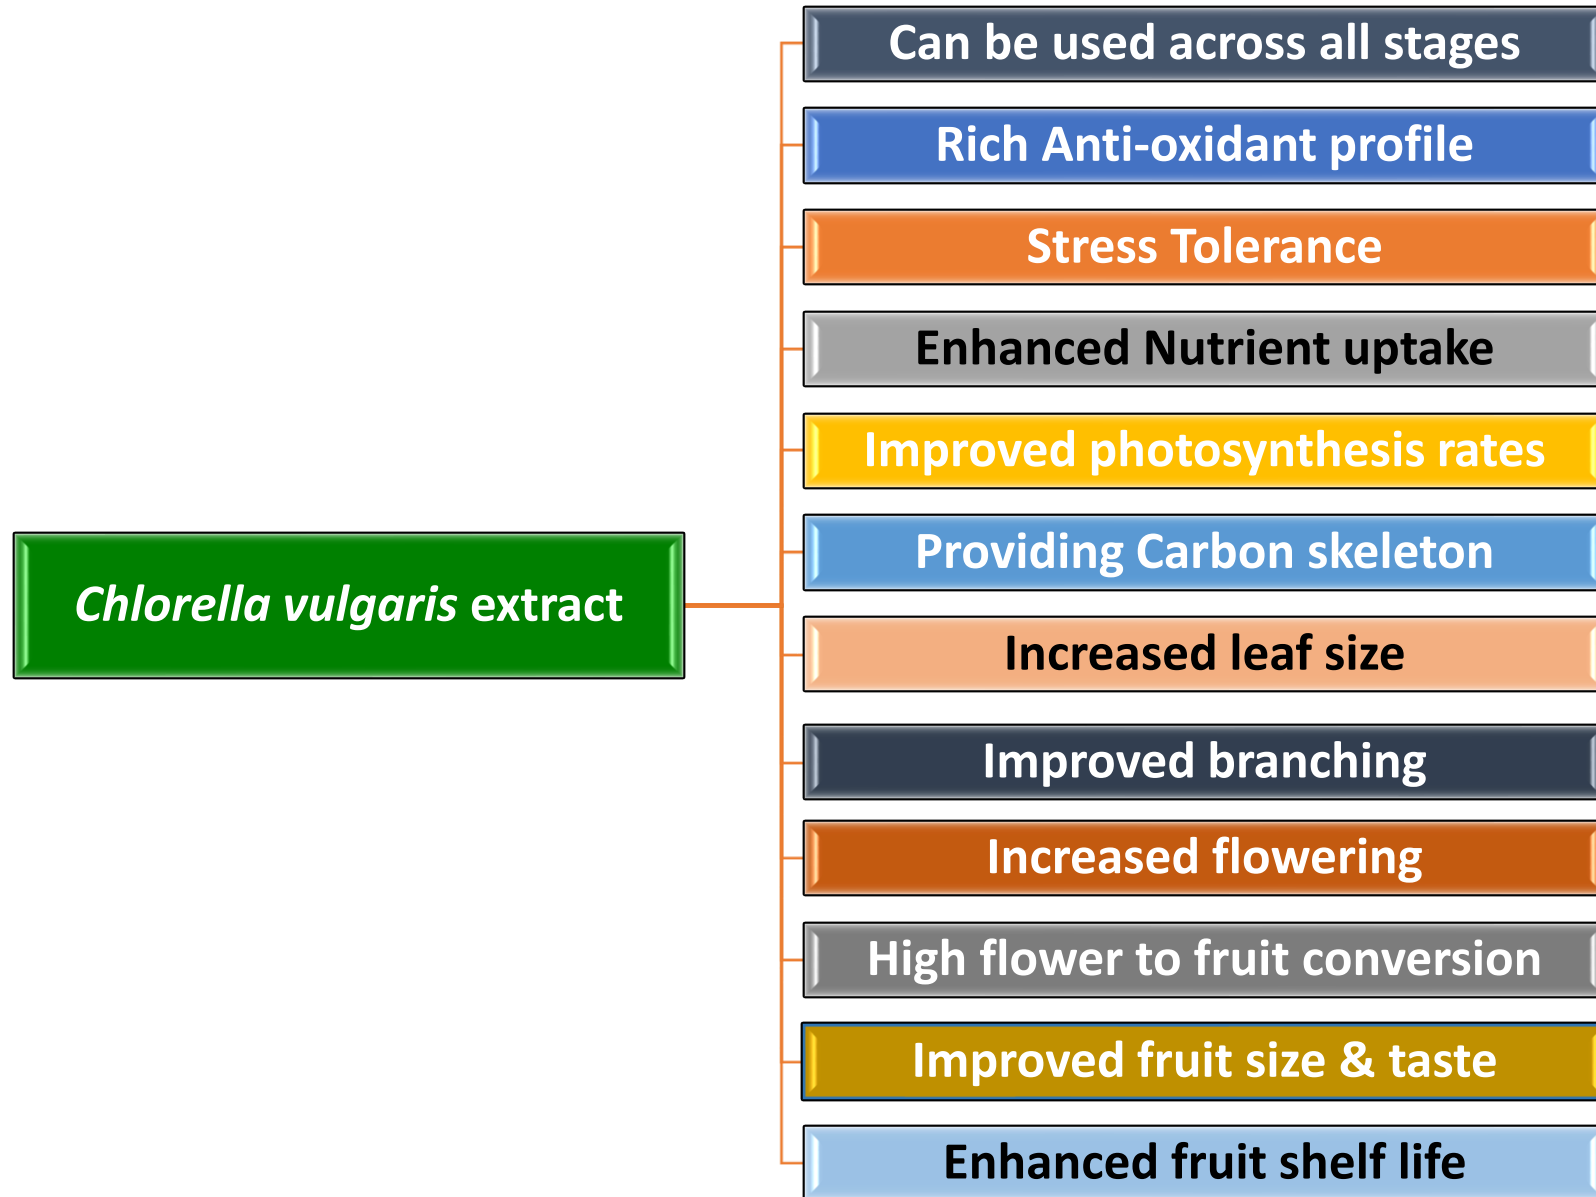 Can be used across all stages
Rich Anti-oxidant profile
Stress Tolerance
Enhanced Nutrient uptake
Improved photosynthesis rates
Providing Carbon skeleton
Chlorella vulgaris extract
Increased leaf size
Improved branching
Increased flowering
High flower to fruit conversion
Improved fruit size & taste
Enhanced fruit shelf life